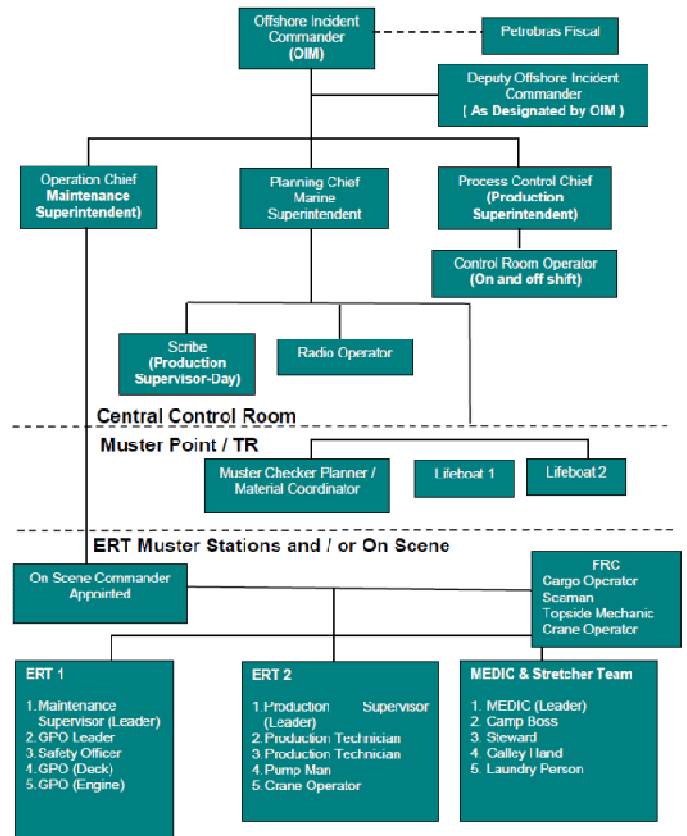 Offshore Incident
Commander
(OIM)
Petrobras Fiscal
Deputy Offshore Incident
Commander
( As Designated by OIM )
Operation Chief
Maintenance
Superintendent)
Planning Chief
Marine
Superintendent
Process Control Chief
(Production
Superintendent)
Control Room Operator
(On and off shift)
Scribe
(Production
Supervisor-Day)
Radio Operator
Central Control Room
Muster Point / TR
Muster Checker Planner /
Material Coordinator
Lifeboat 1
Lifeboat 2
ERT Muster Stations and / or On Scene
On Scene Commander
Appointed
FRC
Cargo Operator
Seaman
Topside Mechanic
Crane Operator
ERT 1
1. Maintenance
Supervisor (Leader)
2. GPO Leader
3. Safety Officer
4. GPO (Deck)
5. GPO (Engine)
ERT 2
1. Production Supervisor
(Leader)
2. Production Technician
3. Production Technician
4. Pump Man
5. Crane Operator
MEDIC & Stretcher Team
1. MEDIC (Leader)
2. Camp Boss
3. Steward
4. Galley Hand
5. Laundry Person